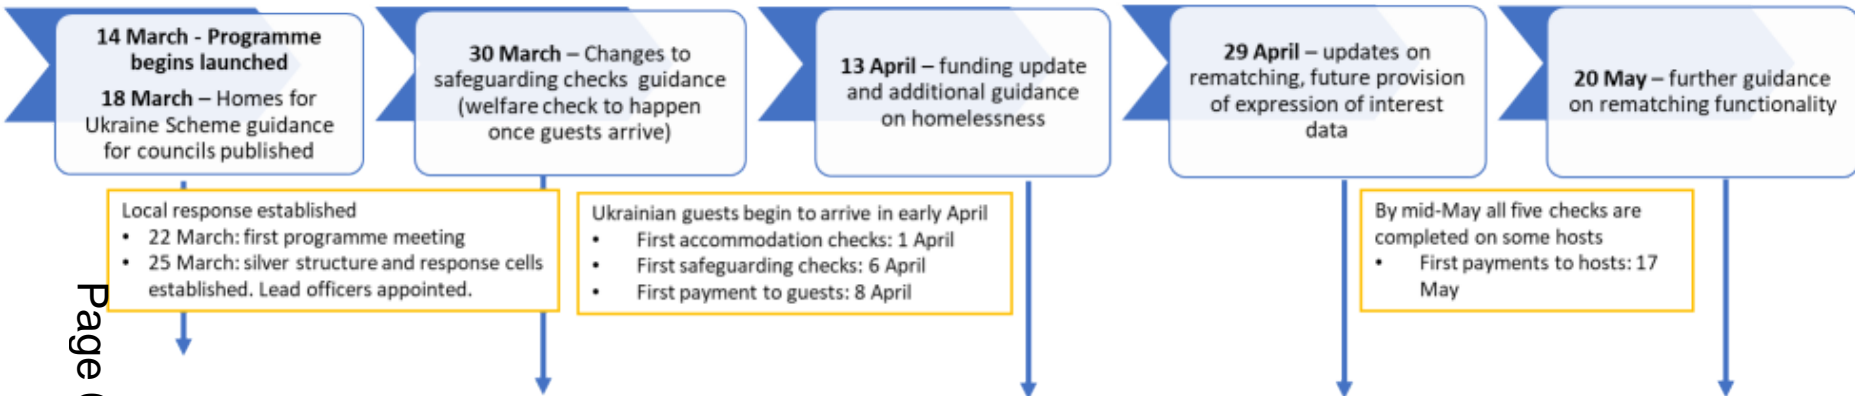 14 March - Programme
begins launched
18 March – Homes for
Ukraine Scheme guidance
for councils published
30 March – Changes to
safeguarding checks guidance
(welfare check to happen
once guests arrive)
13 April – funding update
and additional guidance
on homelessness
29 April – updates on
rematching, future provision
of expression of interest
data
20 May – further guidance
on rematching functionality
Local response established
• 22 March: first programme meeting
• 25 March: silver structure and response cells
established. Lead officers appointed.
Ukrainian guests begin to arrive in early April
• First accommodation checks: 1 April
• First safeguarding checks: 6 April
• First payment to guests: 8 April
By mid-May all five checks are
completed on some hosts
• First payments to hosts: 17
May
Page